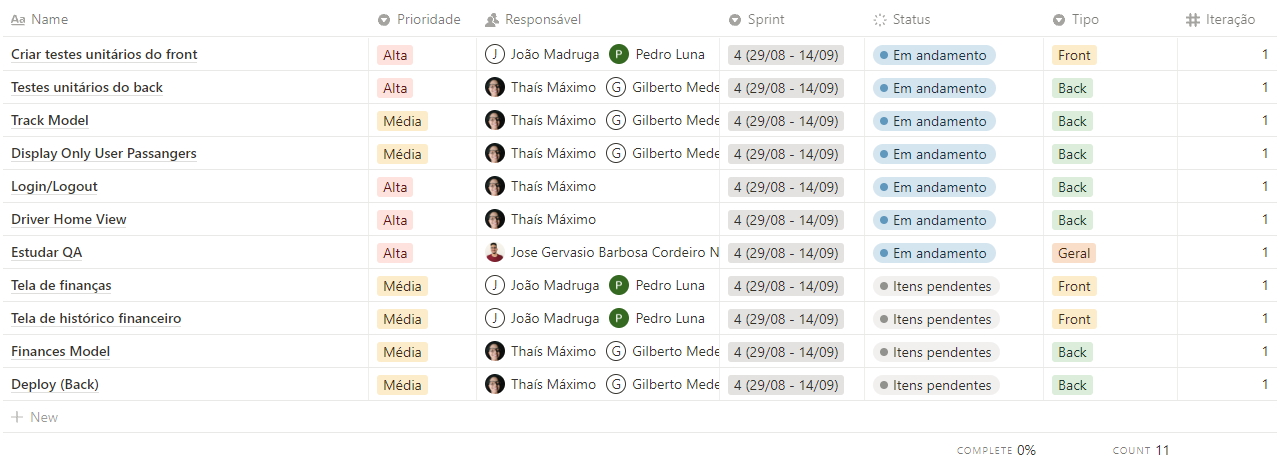 Aa Name Prioridade Responsável Sprint Status Tipo # Iteração
Criar testes unitários do front Alta J João Madruga P Pedro Luna 4 (29/08 - 14/09) Em andamento Front 1
Testes unitários do back Alta Thaís Máximo G Gilberto Mede 4 (29/08 - 14/09) Em andamento Back 1
Track Model Média Thaís Máximo G Gilberto Mede 4 (29/08 - 14/09) Em andamento Back 1
Display Only User Passangers Média Thaís Máximo G Gilberto Mede 4 (29/08 - 14/09) Em andamento Back 1
Login/Logout Alta Thaís Máximo 4 (29/08 - 14/09) Em andamento Back 1
Driver Home View Alta Thaís Máximo 4 (29/08 - 14/09) Em andamento Back 1
Estudar QA Alta Jose Gervasio Barbosa Cordeiro N 4 (29/08 - 14/09) Em andamento Geral 1
Tela de finanças Média J João Madruga P Pedro Luna 4 (29/08 - 14/09) Itens pendentes Front 1
Tela de histórico financeiro Média J João Madruga P Pedro Luna 4 (29/08 - 14/09) Itens pendentes Front 1
Finances Model Média Thaís Máximo G Gilberto Mede 4 (29/08 - 14/09) Itens pendentes Back 1
Deploy (Back) Média Thaís Máximo G Gilberto Mede 4 (29/08 - 14/09) Itens pendentes Back 1
+ New
COMPLETE 0% COUNT 11